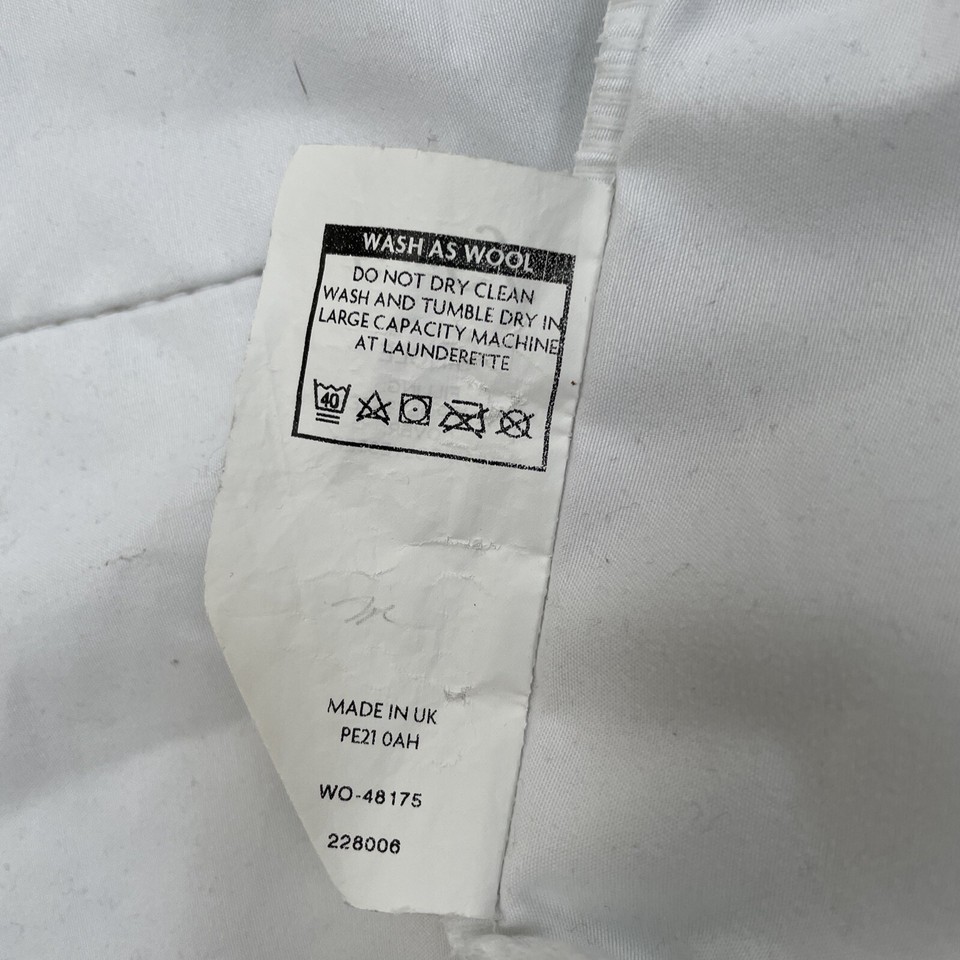 WASH AS WOOL
DO NOT DRY CLEAN
WASH AND TUMBLE DRY IN
LARGE CAPACITY MACHINE
AT LAUNDERETTE
40
MADE IN UK
PE21 0AH
WO-48175
228006